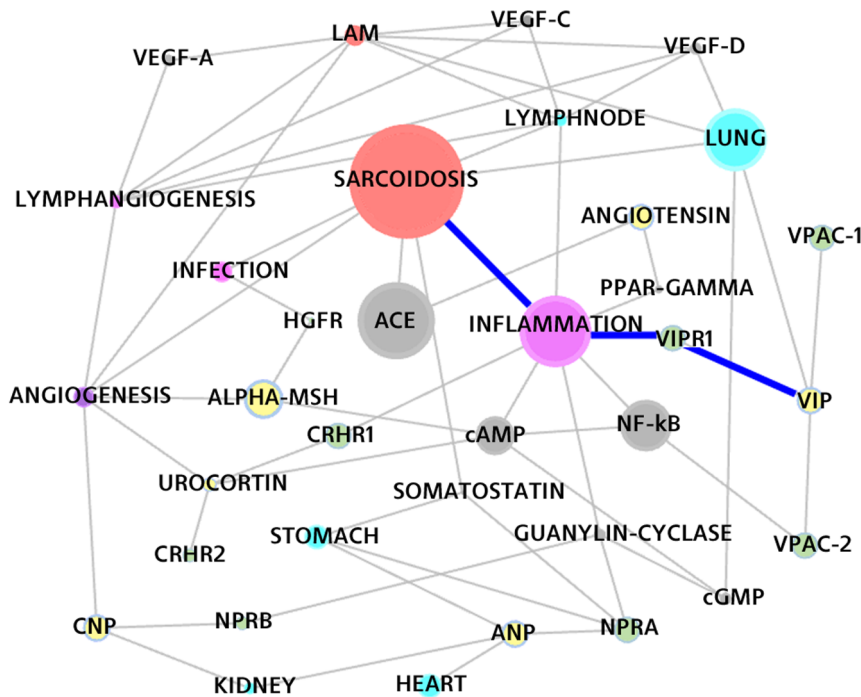 VEGF-C
LAM
VEGF-D
VEGF-A
LYMPHNODE
LUNG
SARCOIDOSIS
LYMPHANGIOGENESIS
ANGIOTENSIN
VPAC-1
INFECTION
PPAR-GAMMA
HGFR
ACE
INFLAMMATION
VIPR1
ANGIOGENESIS
ALPHA-MSH
VIP
CRHR1
cAMP
NF-kB
UROCORTIN
SOMATOSTATIN
STOMACH
GUANYLIN-CYCLASE
CRHR2
VPAC-2
cGMP
CNP
NPRB
ANP
NPRA
KIDNEY
HEART